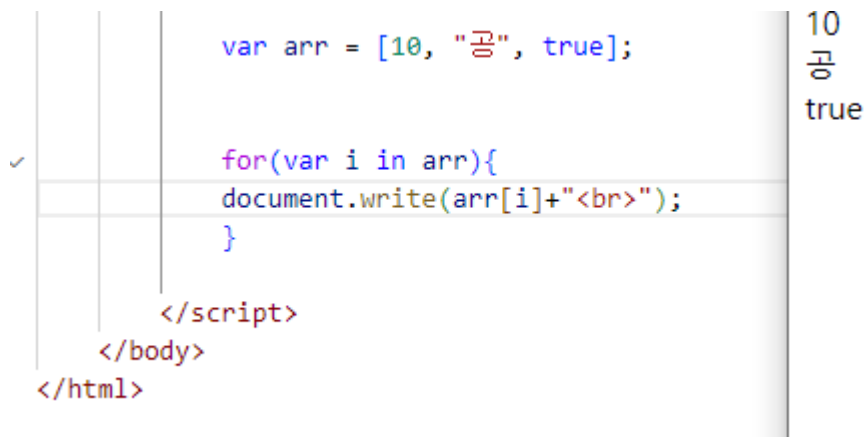 var arr = [10, "공", true];
for(var i in arr){
document.write(arr[i]+"<br>");
}
</script>
</body>
</html>
10
공
true